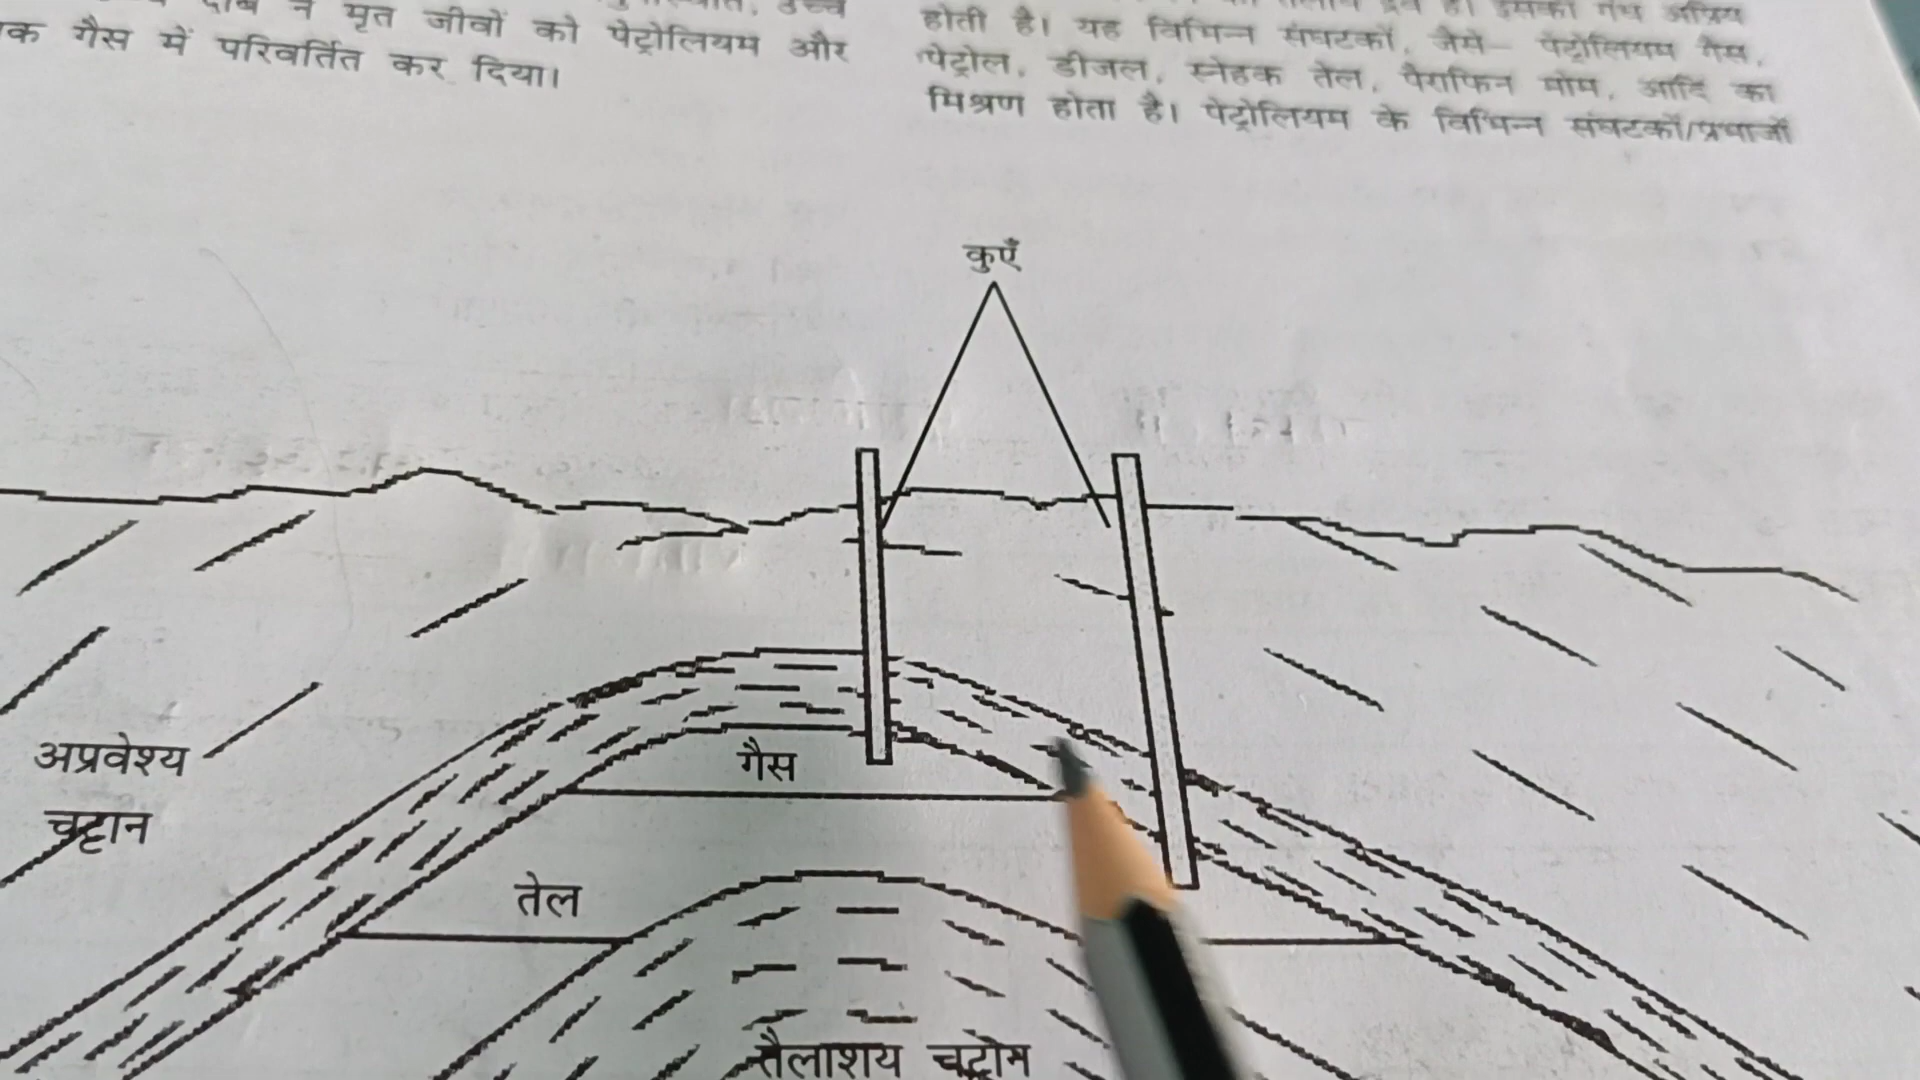 दाब ने मृत जीवों को पेट्रोलियम और
क गैस में परिवर्तित कर दिया।
होती है। यह विभिन्न संघटकों, जैसे– पेट्रोलियम गैस,
पेट्रोल, डीजल, स्नेहक तेल, पैराफिन मोम, आदि का
मिश्रण होता है। पेट्रोलियम के विभिन्न संघटकों/प्रभाजों
कुएँ
गैस
अप्रवेश्य
चट्टान
तेल
तैलाशय चट्टान